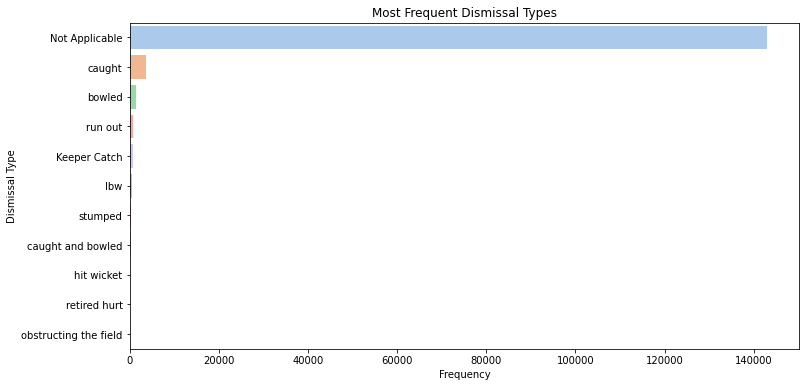 Most Frequent Dismissal Types
Not Applicable
caught
bowled
run out
Keeper Catch
lbw
stumped
caught and bowled
hit wicket
retired hurt
obstructing the field
Dismissal Type
0 20000 40000 60000 80000 100000 120000 140000
Frequency